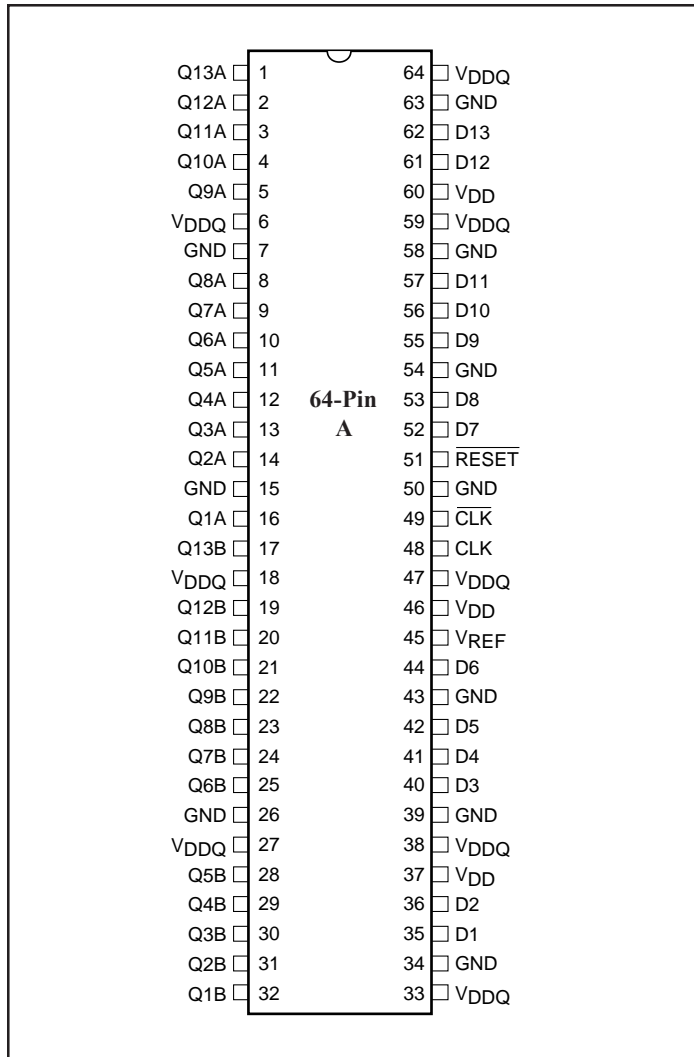 Q13A 1 64 VDDQ
Q12A 2 63 GND
Q11A 3 62 D13
Q10A 4 61 D12
Q9A 5 60 VDD
VDDQ 6 59 VDDQ
GND 7 58 GND
Q8A 8 57 D11
Q7A 9 56 D10
Q6A 10 55 D9
Q5A 11 54 GND
Q4A 12 64-Pin 53 D8
Q3A 13 A 52 D7
Q2A 14 51 R̅E̅S̅E̅T̅
GND 15 50 GND
Q1A 16 49 C̅L̅K̅
Q13B 17 48 CLK
VDDQ 18 47 VDDQ
Q12B 19 46 VDD
Q11B 20 45 VREF
Q10B 21 44 D6
Q9B 22 43 GND
Q8B 23 42 D5
Q7B 24 41 D4
Q6B 25 40 D3
GND 26 39 GND
VDDQ 27 38 VDDQ
Q5B 28 37 VDD
Q4B 29 36 D2
Q3B 30 35 D1
Q2B 31 34 GND
Q1B 32 33 VDDQ